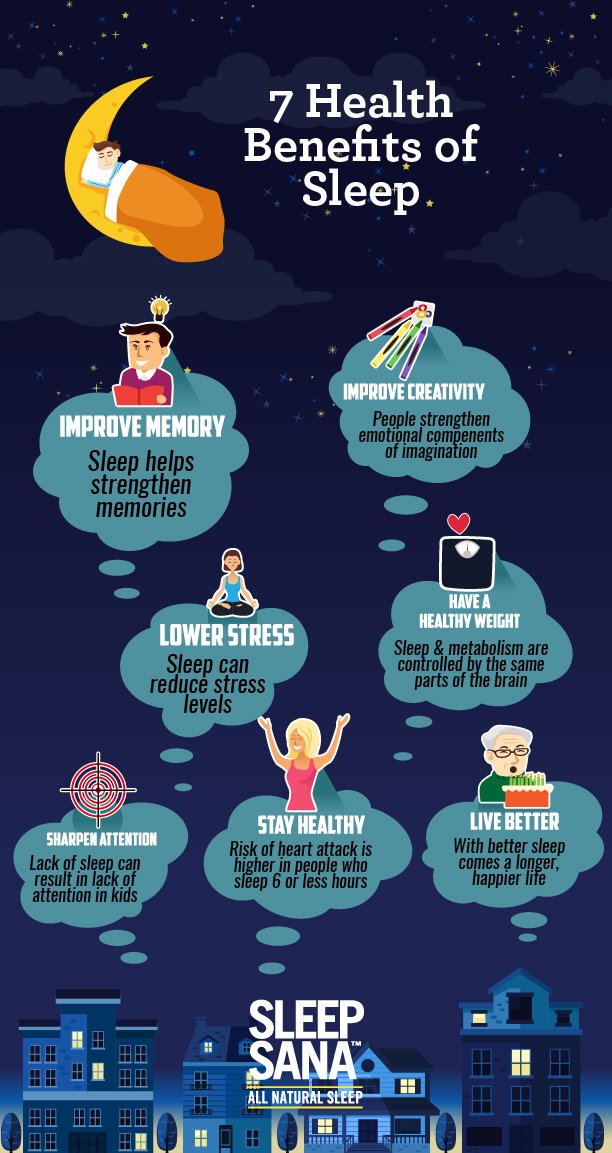 7 Health
Benefits of
Sleep
IMPROVE MEMORY
Sleep helps
strengthen
memories
IMPROVE CREATIVITY
People strengthen
emotional compenents
of imagination
LOWER STRESS
Sleep can
reduce stress
levels
HAVE A
HEALTHY WEIGHT
Sleep & metabolism are
controlled by the same
parts of the brain
SHARPEN ATTENTION
Lack of sleep can
result in lack of
attention in kids
STAY HEALTHY
Risk of heart attack is
higher in people who
sleep 6 or less hours
LIVE BETTER
With better sleep
comes a longer,
happier life
SLEEP
SANA™
ALL NATURAL SLEEP